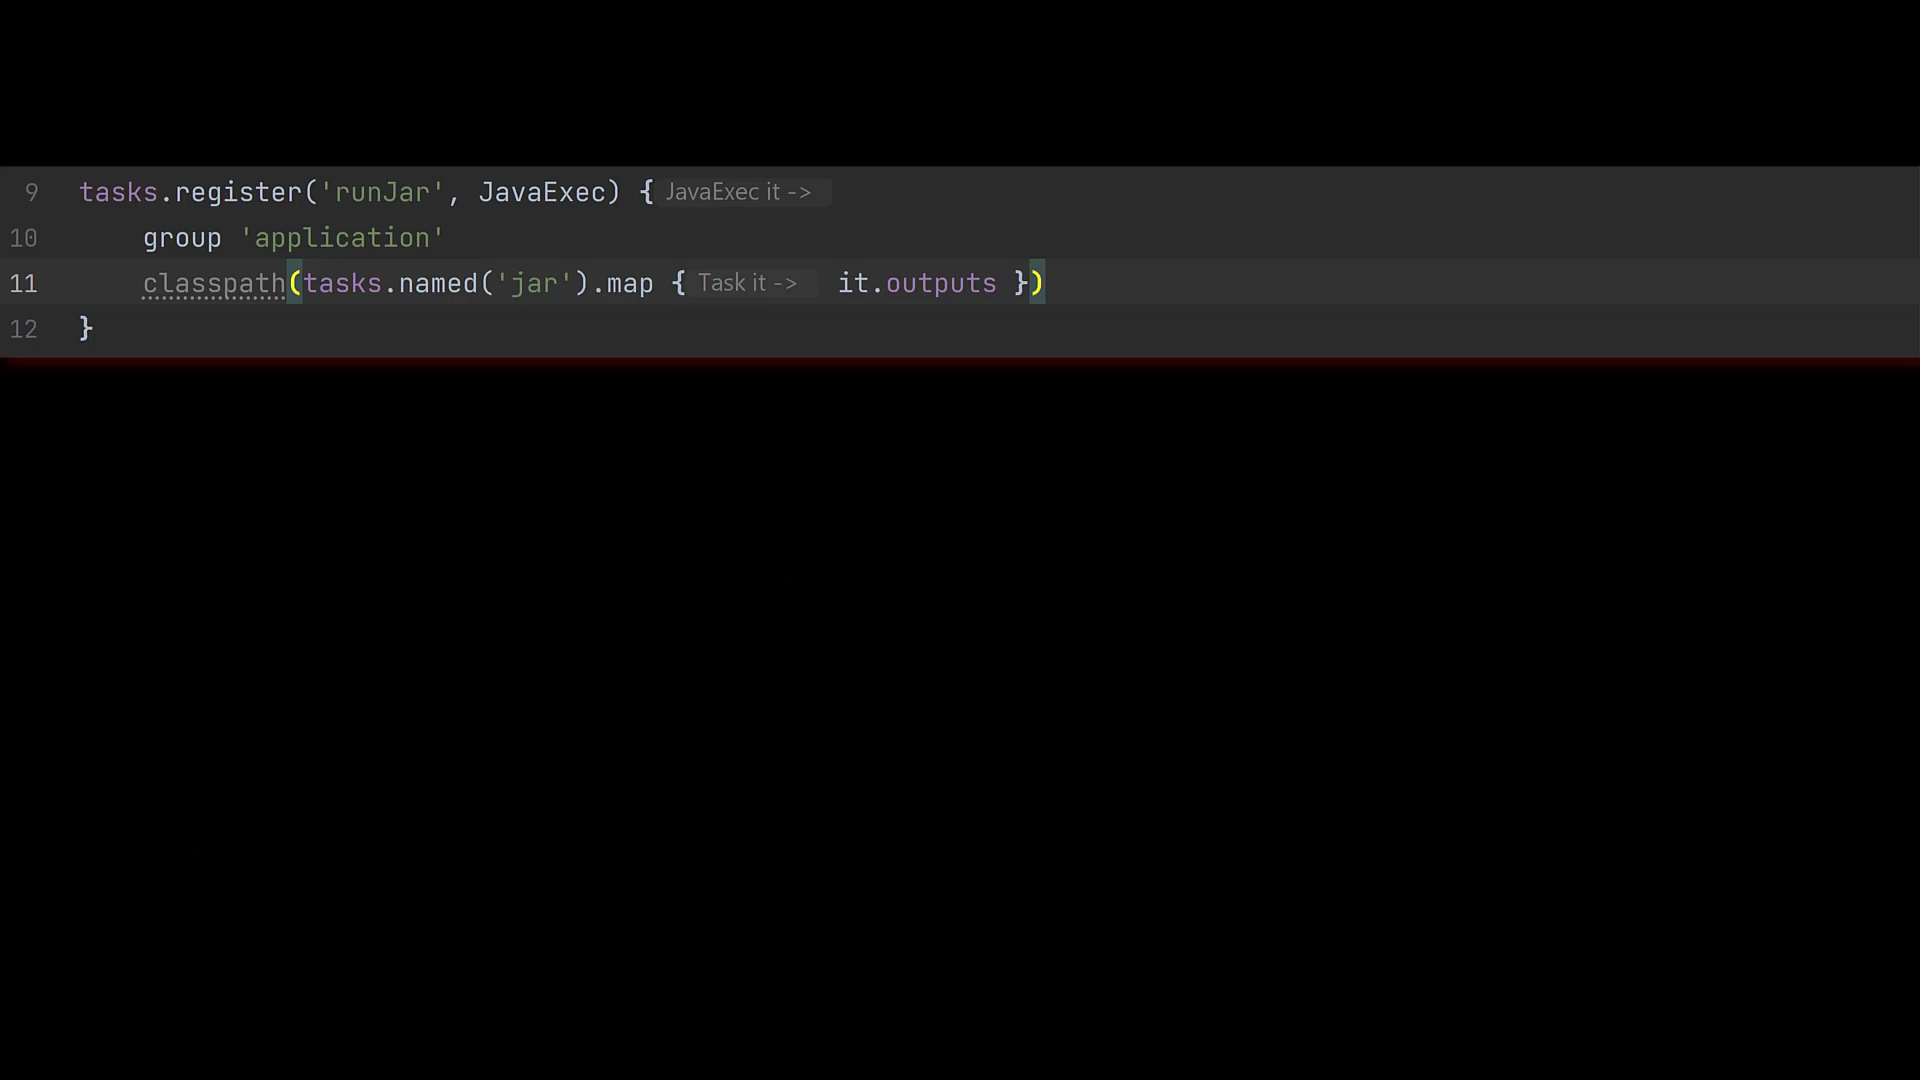 9 tasks.register('runJar', JavaExec) { JavaExec it ->
10 group 'application'
11 classpath(tasks.named('jar').map { Task it -> it.outputs })
12 }